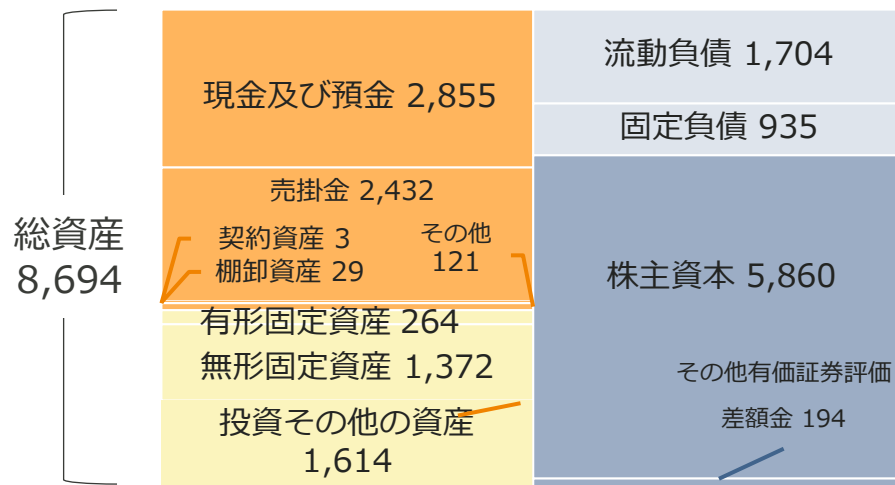 総資産
8,694
現金及び預金 2,855
売掛金 2,432
契約資産 3
棚卸資産 29
その他
121
有形固定資産 264
無形固定資産 1,372
投資その他の資産
1,614
流動負債 1,704
固定負債 935
株主資本 5,860
その他有価証券評価
差額金 194